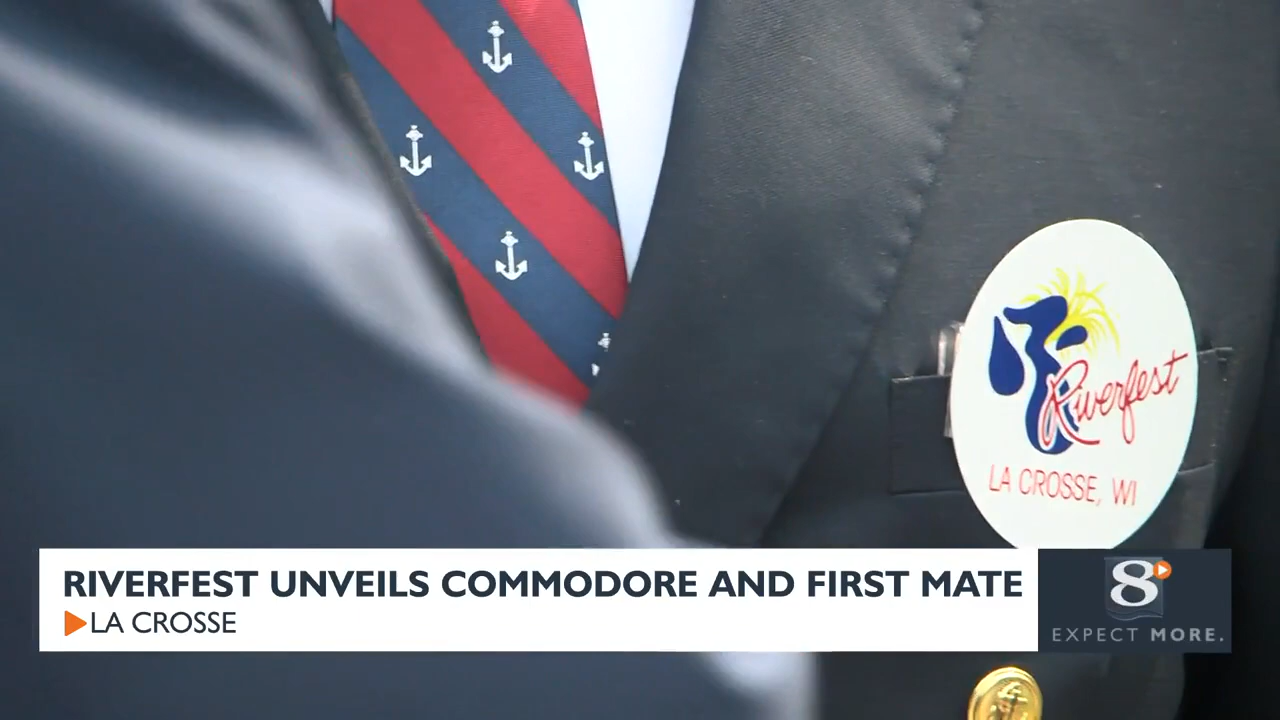 Riverfest
LA CROSSE, WI
RIVERFEST UNVEILS COMMODORE AND FIRST MATE
LA CROSSE
8
EXPECT MORE.